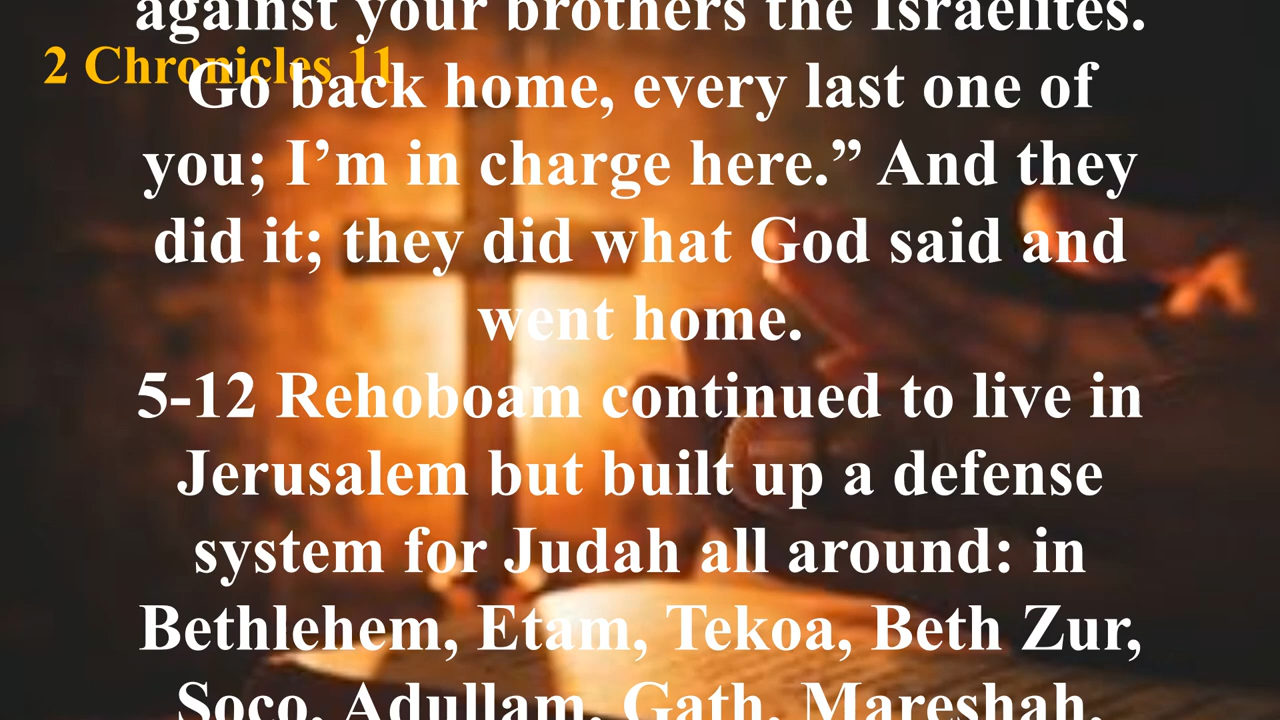 against your brothers the Israelites.
2 Chronicles 11
Go back home, every last one of
you; I’m in charge here.” And they
did it; they did what God said and
went home.
5-12 Rehoboam continued to live in
Jerusalem but built up a defense
system for Judah all around: in
Bethlehem, Etam, Tekoa, Beth Zur,
Soco, Adullam, Gath, Mareshah,